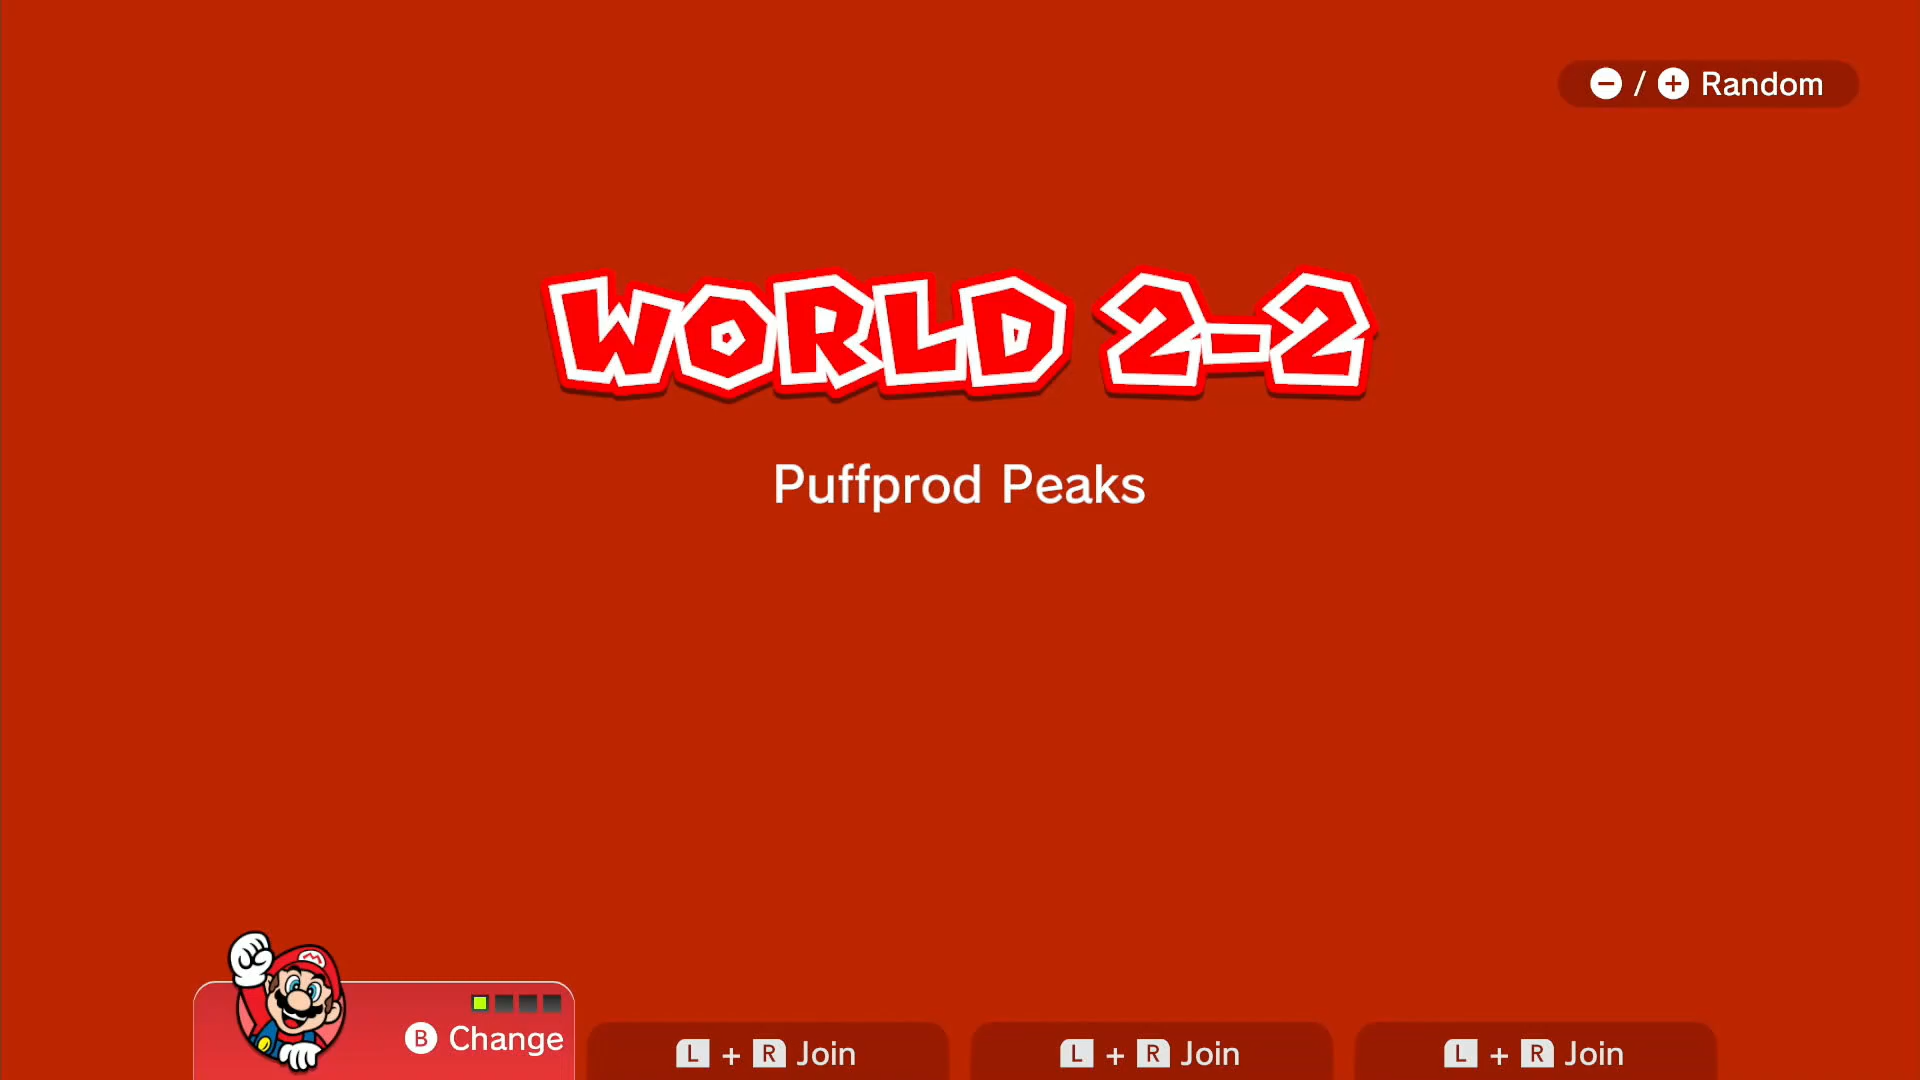 − / + Random
WORLD 2-2
Puffprod Peaks
M
B Change
L + R Join
L + R Join
L + R Join